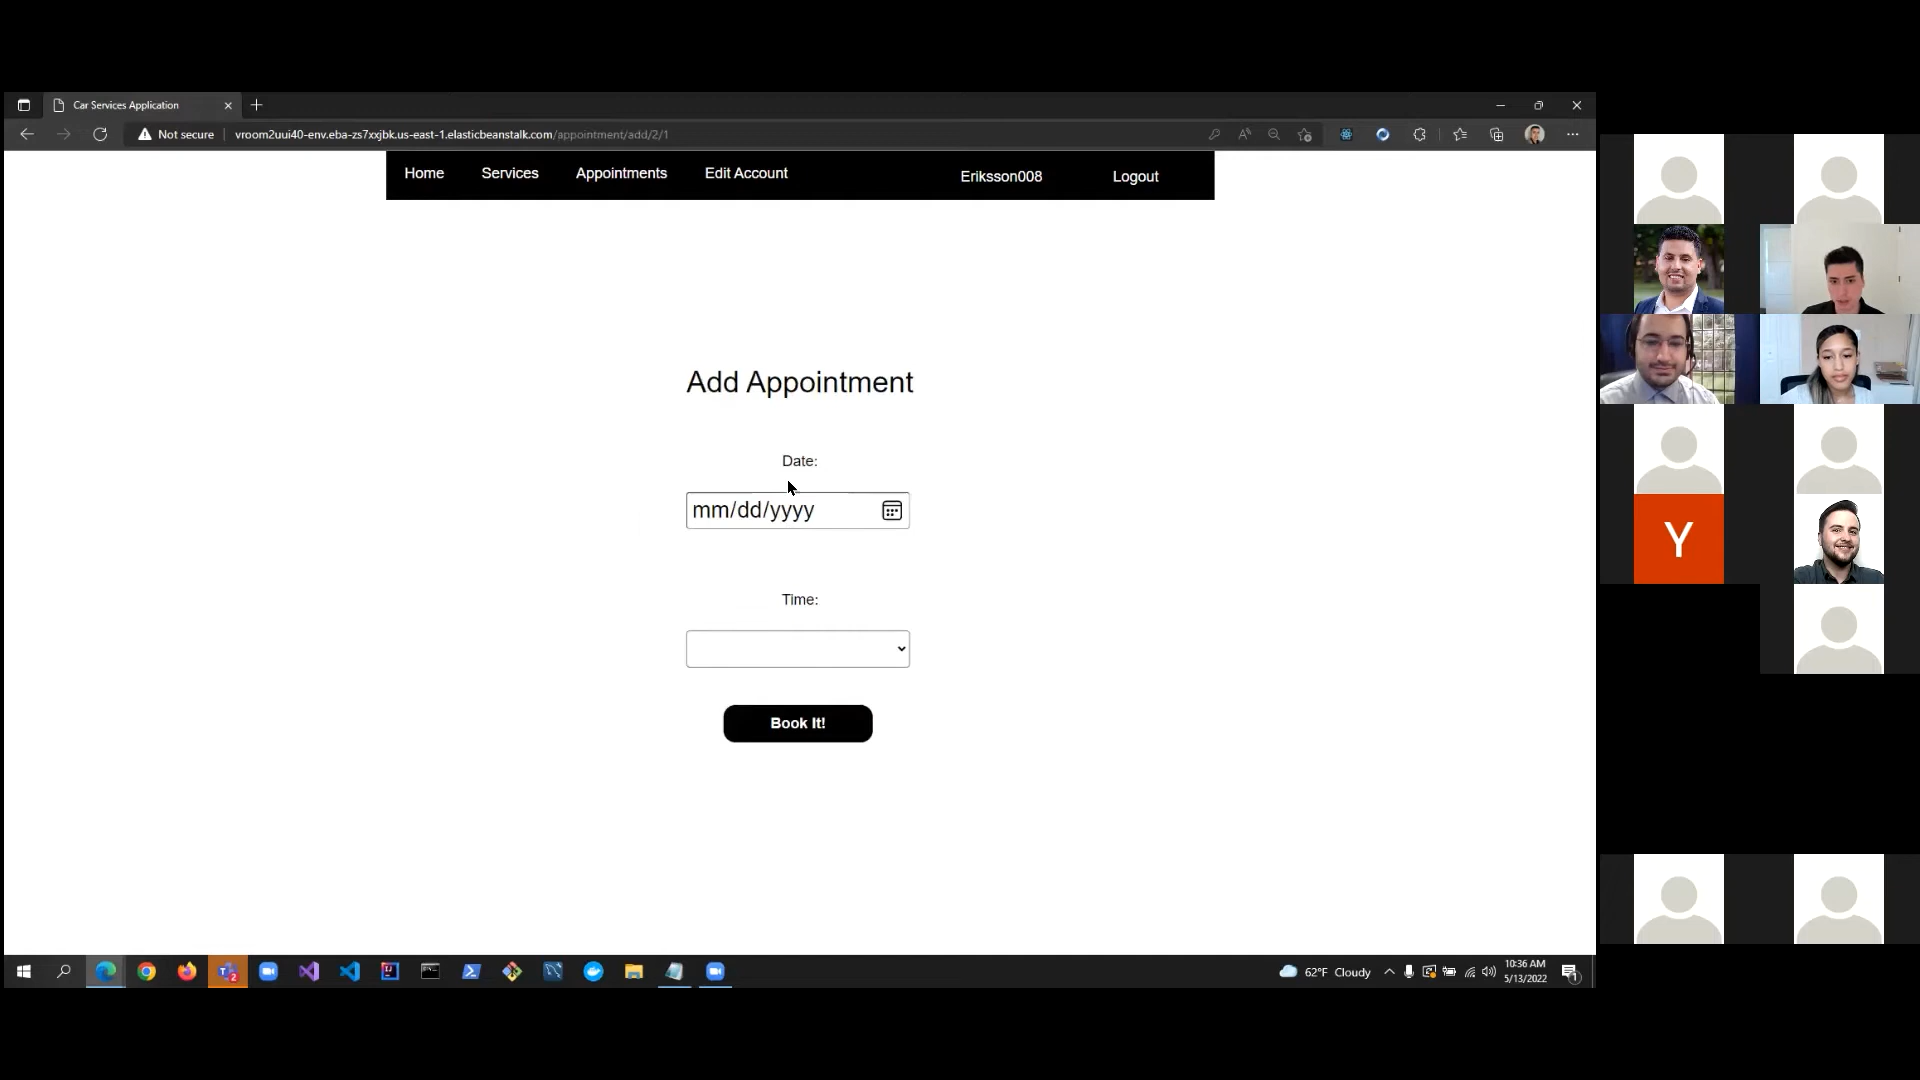 Car Services Application
Not secure
vroom2uui40-env.eba-zs7xxjbk.us-east-1.elasticbeanstalk.com/appointment/add/2/1
Home Services Appointments Edit Account Eriksson008 Logout
Add Appointment
Date:
mm/dd/yyyy
Time:
Book It!
Y
62°F Cloudy
10:36 AM
5/13/2022
2
1